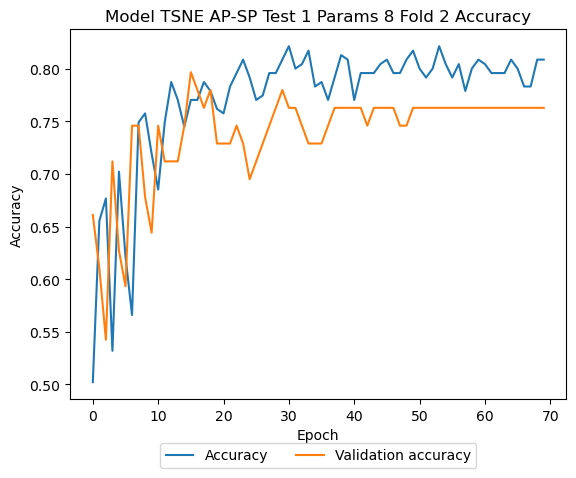 Model TSNE AP-SP Test 1 Params 8 Fold 2 Accuracy
0.80
0.75
0.70
0.65
0.60
0.55
0.50
Accuracy
0 10 20 30 40 50 60 70
Epoch
Accuracy Validation accuracy